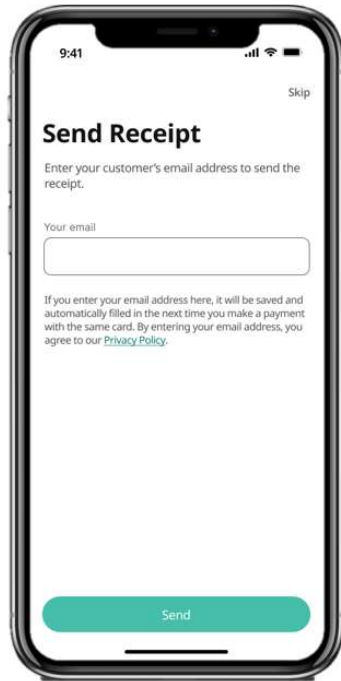 9:41
Skip
Send Receipt
Enter your customer's email address to send the
receipt.
Your email
If you enter your email address here, it will be saved and
automatically filled in the next time you make a payment
with the same card. By entering your email address, you
agree to our Privacy Policy.
Send